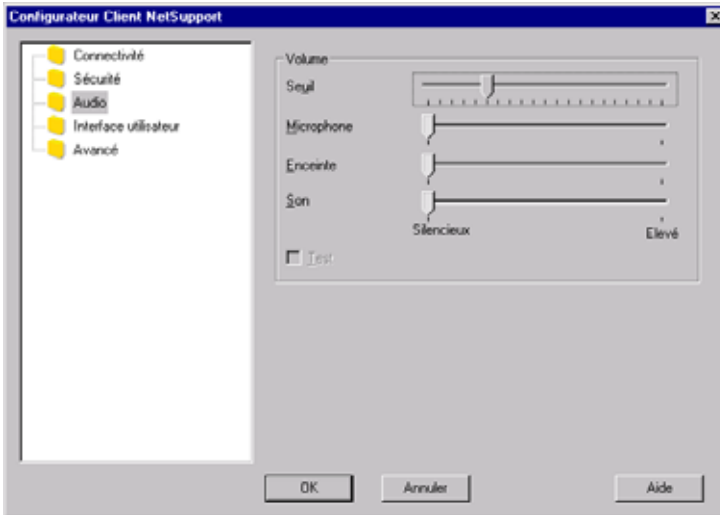 Configurateur Client NetSupport
Connectivité
Sécurité
Audio
Interface utilisateur
Avancé
Volume
Seuil
Microphone
Enceinte
Son
Silencieux
Elevé
Test
OK
Annuler
Aide